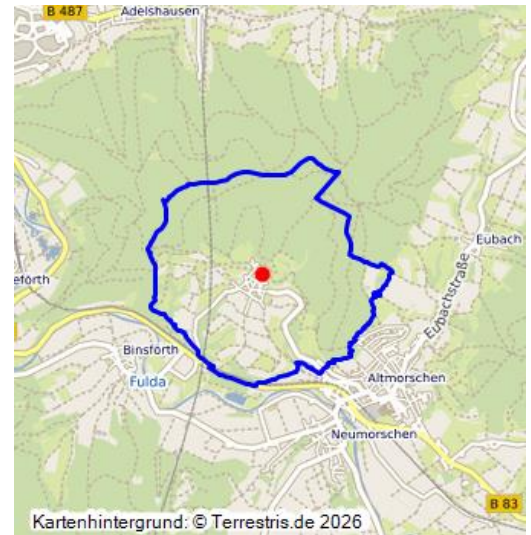 B 487
Adelshausen
Eubach
Eubachstraße
eförth
Binsförth
Fulda
Altmorschen
Neumorschen
B 83
Kartenhintergrund: © Terrestris.de 2026